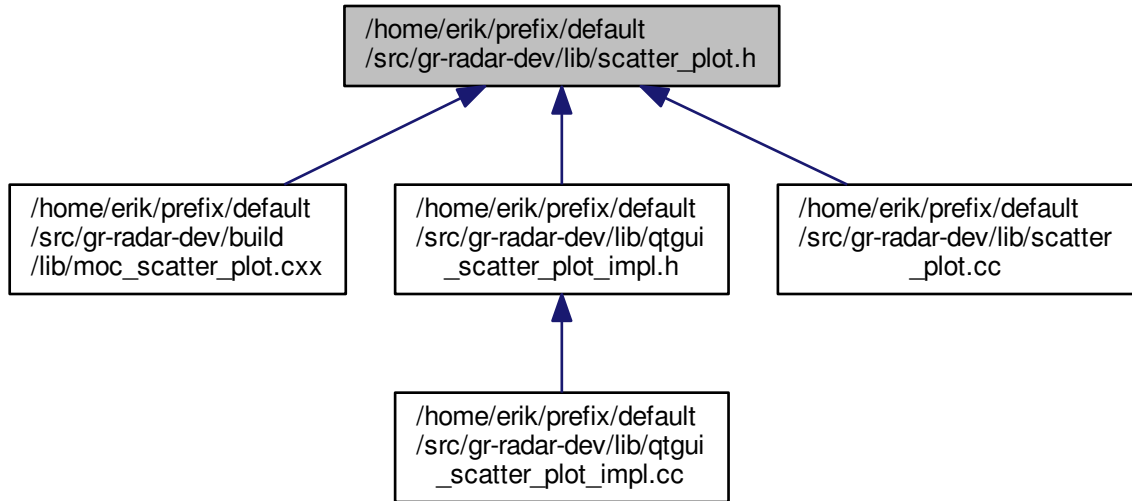 /home/erik/prefix/default
/src/gr-radar-dev/lib/scatter_plot.h
/home/erik/prefix/default
/src/gr-radar-dev/build
/lib/moc_scatter_plot.cxx
/home/erik/prefix/default
/src/gr-radar-dev/lib/qtgui
_scatter_plot_impl.h
/home/erik/prefix/default
/src/gr-radar-dev/lib/scatter
_plot.cc
/home/erik/prefix/default
/src/gr-radar-dev/lib/qtgui
_scatter_plot_impl.cc